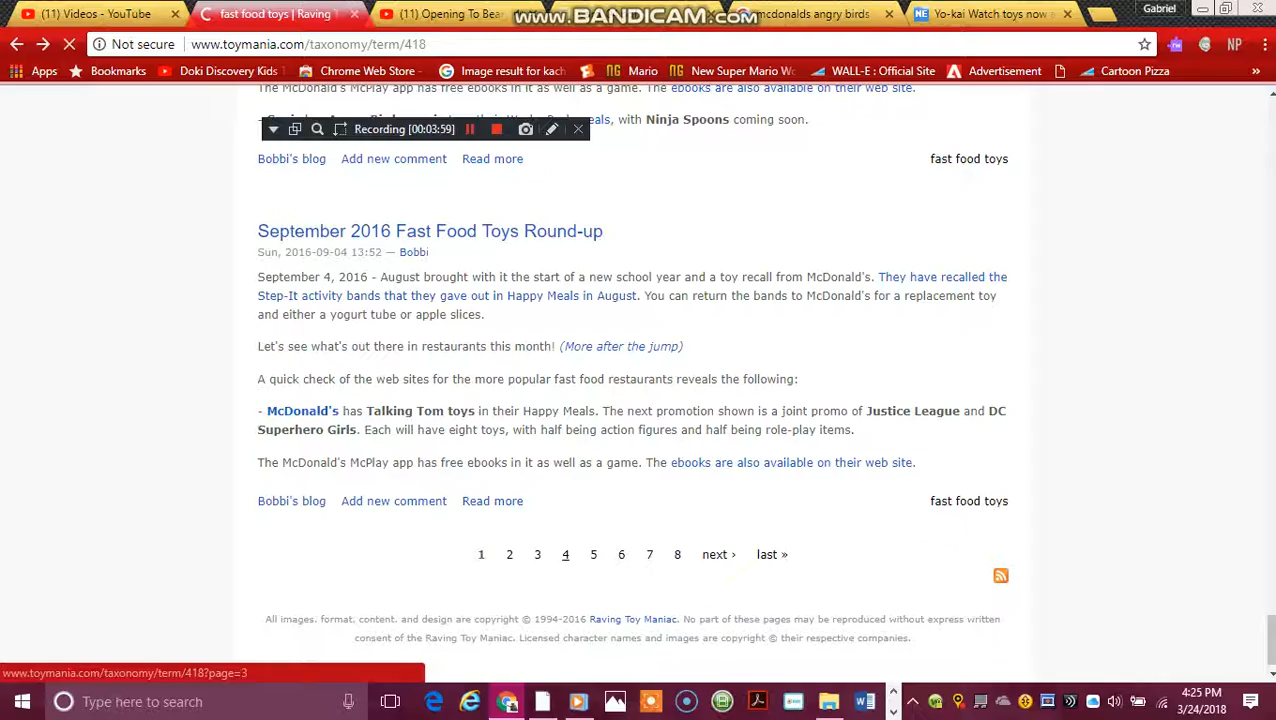 (11) Videos - YouTube
fast food toys | Raving
(11) Opening To Bea
www.BANDICAM.com
mcdonalds angry birds
Yo-kai Watch toys now
Gabriel
Not secure
www.toymania.com/taxonomy/term/418
NP
Apps
Bookmarks
Doki Discovery Kids
Chrome Web Store -
Image result for kach
Mario
New Super Mario Wo
WALL-E : Official Site
Advertisement
Cartoon Pizza
»
The McDonald's McPlay app has free ebooks in it as well as a game. The ebooks are also available on their web site.
Recording [00:03:59]
with Ninja Spoons coming soon.
Bobbi's blog Add new comment Read more
fast food toys
September 2016 Fast Food Toys Round-up
Sun, 2016-09-04 13:52 — Bobbi
September 4, 2016 - August brought with it the start of a new school year and a toy recall from McDonald's. They have recalled the
Step-It activity bands that they gave out in Happy Meals in August. You can return the bands to McDonald's for a replacement toy
and either a yogurt tube or apple slices.
Let's see what's out there in restaurants this month! (More after the jump)
A quick check of the web sites for the more popular fast food restaurants reveals the following:
- McDonald's has Talking Tom toys in their Happy Meals. The next promotion shown is a joint promo of Justice League and DC
Superhero Girls. Each will have eight toys, with half being action figures and half being role-play items.
The McDonald's McPlay app has free ebooks in it as well as a game. The ebooks are also available on their web site.
Bobbi's blog Add new comment Read more
fast food toys
1 2 3 4 5 6 7 8 next › last »
All images, format, content, and design are copyright © 1994-2016 Raving Toy Maniac. No part of these pages may be reproduced without express written
consent of the Raving Toy Maniac. Licensed character names and images are copyright © their respective companies.
www.toymania.com/taxonomy/term/418?page=3
Type here to search
4:25 PM
3/24/2018